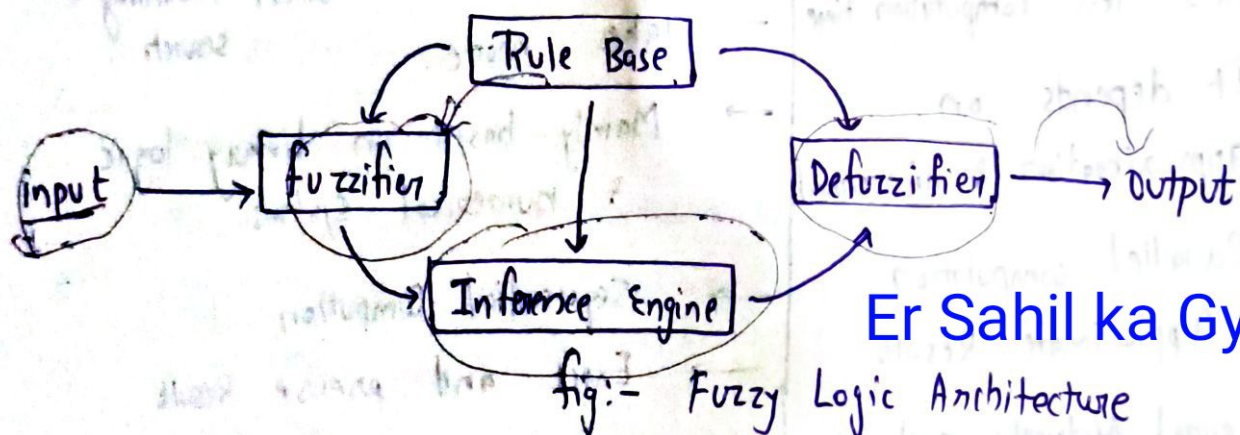 Rule Base
input
fuzzifier
Defuzzifier
output
Inference Engine
Er Sahil ka Gy
fig:- Fuzzy Logic Architecture